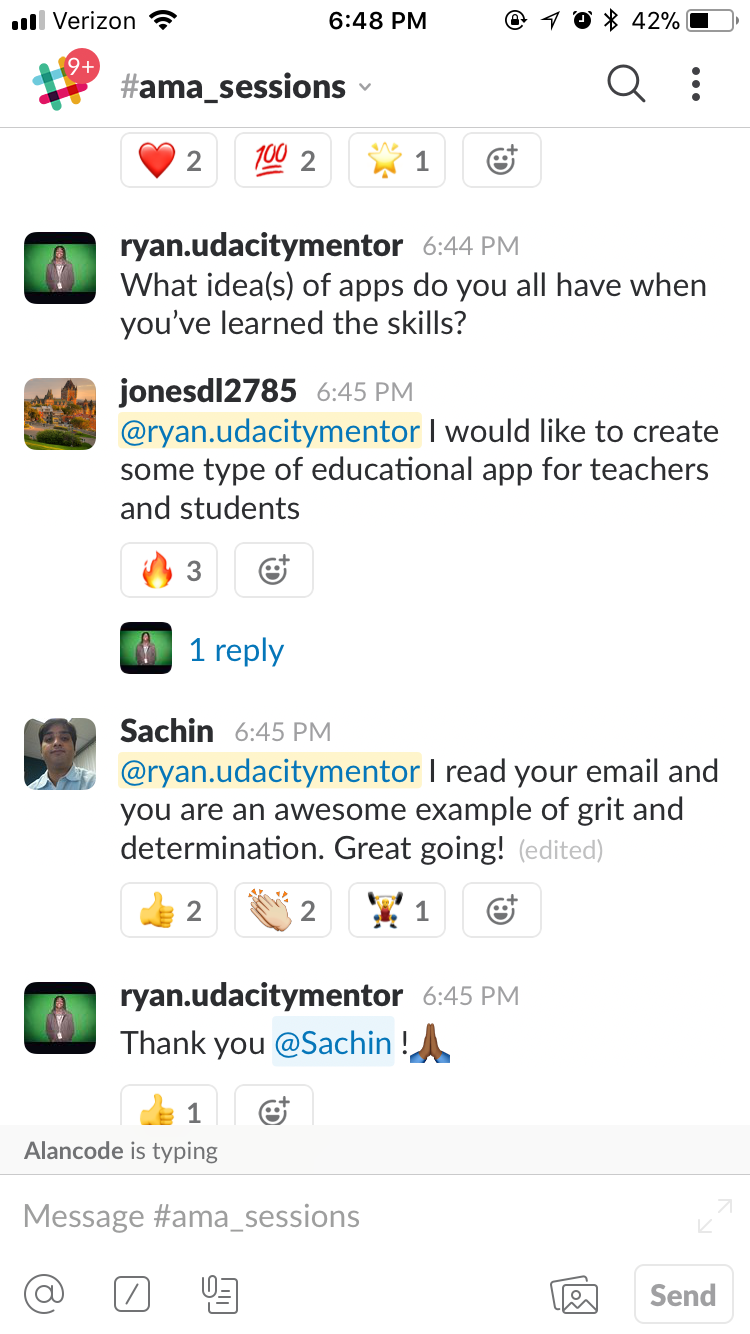 Verizon 6:48 PM 42%
9+ #ama_sessions
2 100 2 1
ryan.udacitymentor 6:44 PM
What idea(s) of apps do you all have when
you’ve learned the skills?
jonesdl2785 6:45 PM
@ryan.udacitymentor I would like to create
some type of educational app for teachers
and students
3
1 reply
Sachin 6:45 PM
@ryan.udacitymentor I read your email and
you are an awesome example of grit and
determination. Great going! (edited)
2 2 1
ryan.udacitymentor 6:45 PM
Thank you @Sachin !
1
Alancode is typing
Message #ama_sessions
@ / Send